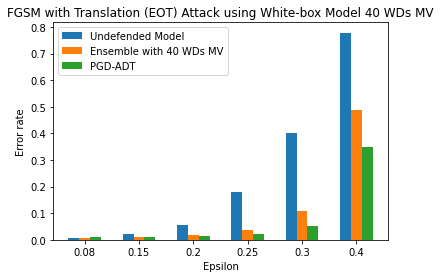 FGSM with Translation (EOT) Attack using White-box Model 40 WDs MV
Undefended Model
Ensemble with 40 WDs MV
PGD-ADT
Error rate
0.8
0.7
0.6
0.5
0.4
0.3
0.2
0.1
0.0
0.08 0.15 0.2 0.25 0.3 0.4
Epsilon